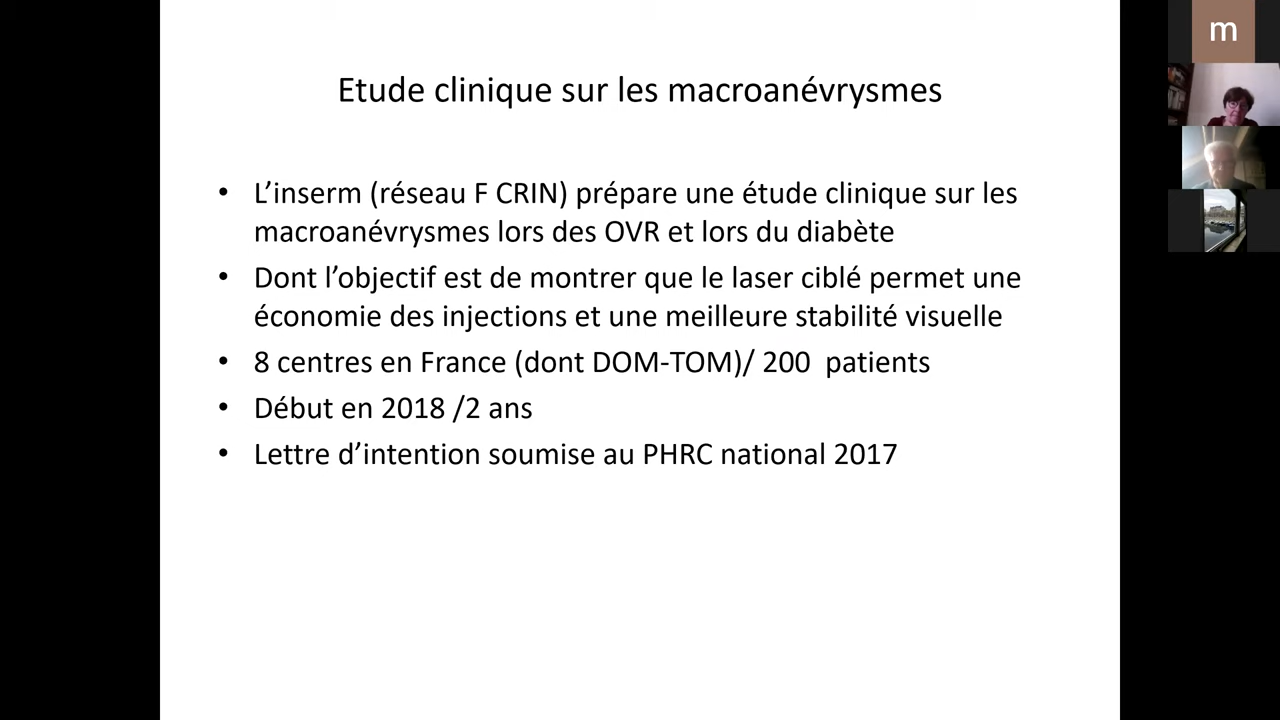 Etude clinique sur les macroanévrysmes
• L’inserm (réseau F CRIN) prépare une étude clinique sur les
macroanévrysmes lors des OVR et lors du diabète
• Dont l’objectif est de montrer que le laser ciblé permet une
économie des injections et une meilleure stabilité visuelle
• 8 centres en France (dont DOM-TOM)/ 200  patients
• Début en 2018 /2 ans
• Lettre d’intention soumise au PHRC national 2017
m